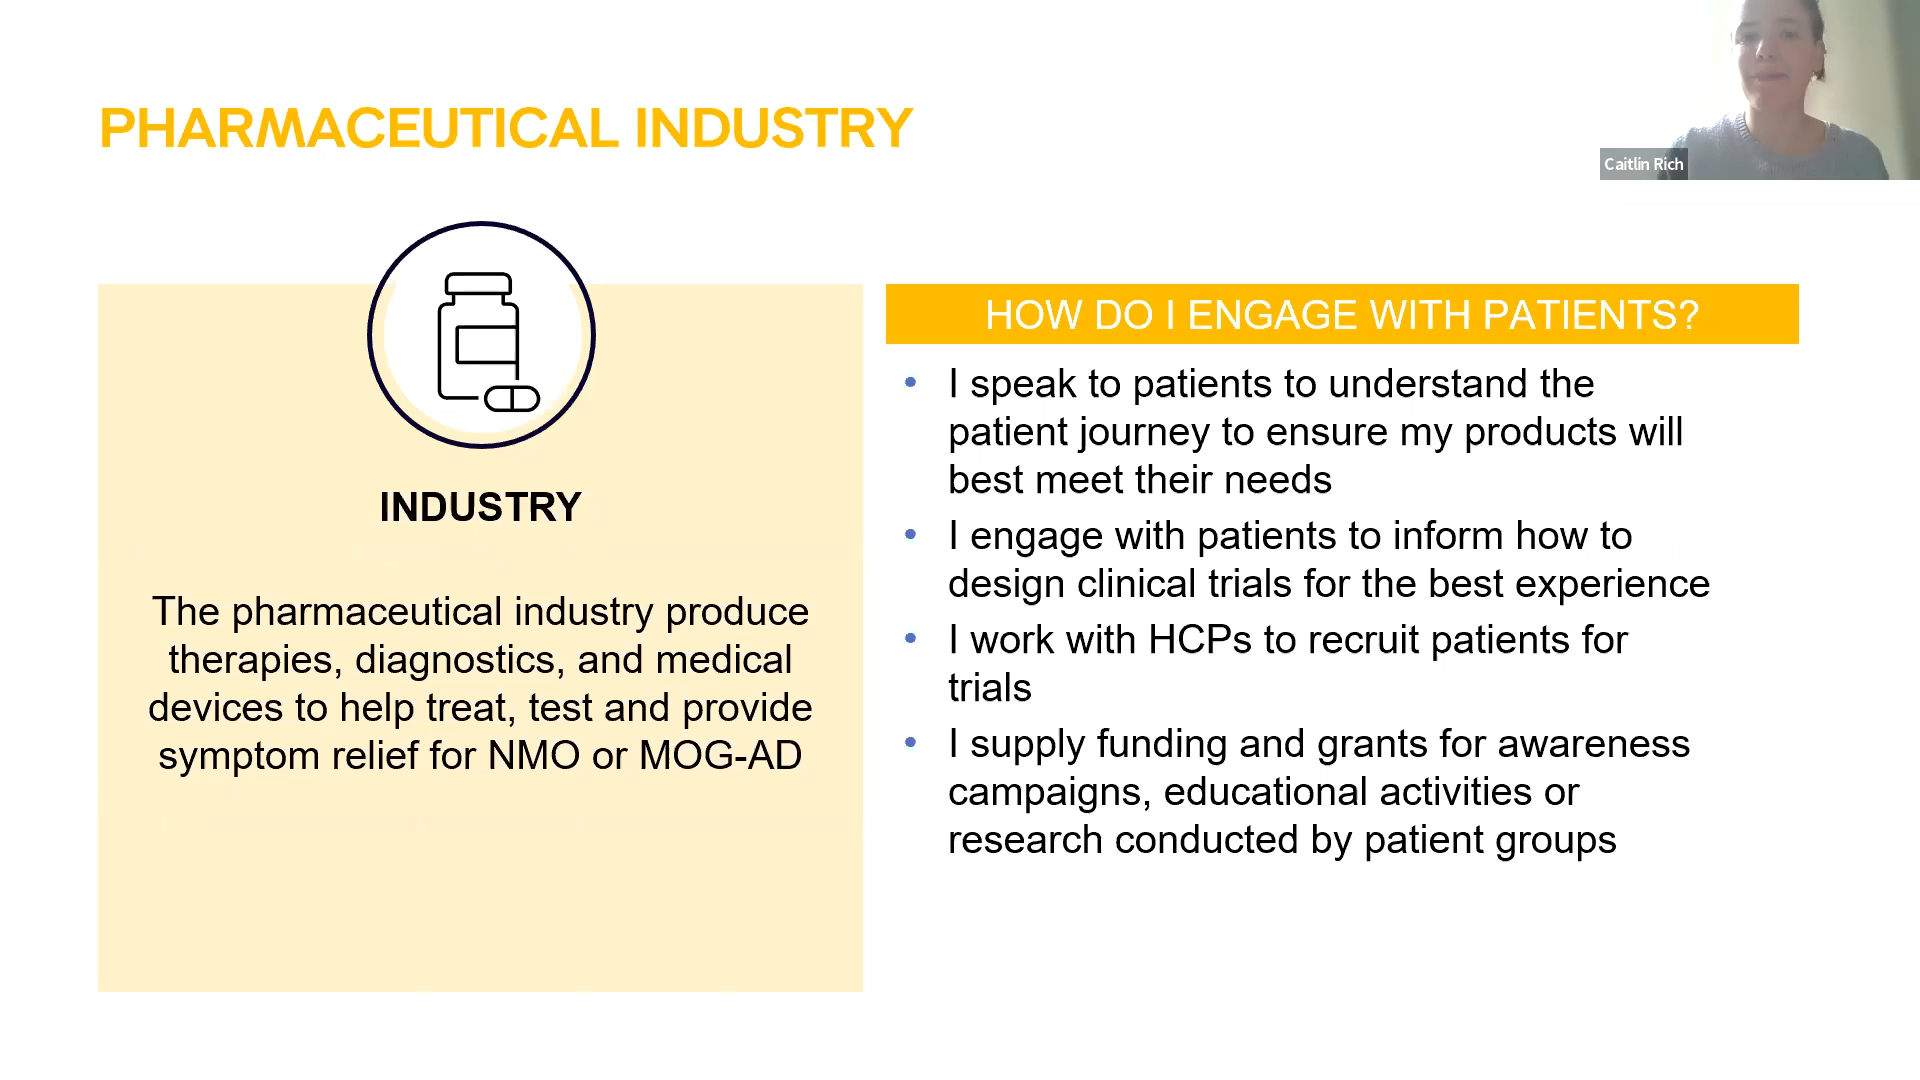 PHARMACEUTICAL INDUSTRY
Caitlin Rich
INDUSTRY
The pharmaceutical industry produce
therapies, diagnostics, and medical
devices to help treat, test and provide
symptom relief for NMO or MOG-AD
HOW DO I ENGAGE WITH PATIENTS?
• I speak to patients to understand the
patient journey to ensure my products will
best meet their needs
• I engage with patients to inform how to
design clinical trials for the best experience
• I work with HCPs to recruit patients for
trials
• I supply funding and grants for awareness
campaigns, educational activities or
research conducted by patient groups